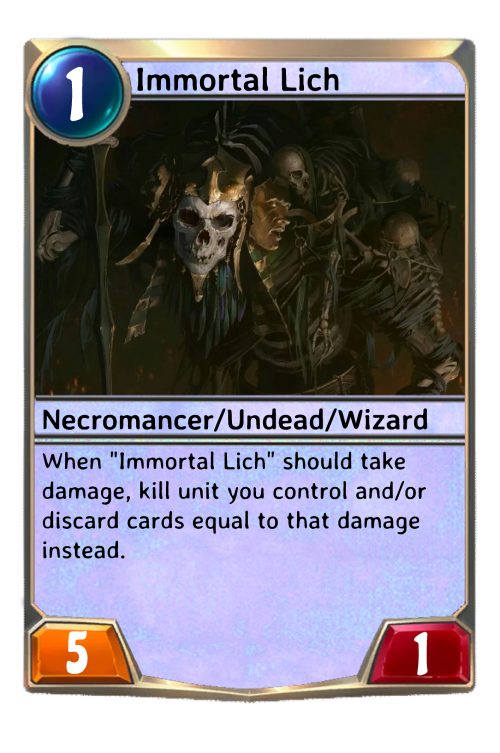 1
Immortal Lich
Necromancer/Undead/Wizard
When "Immortal Lich" should take
damage, kill unit you control and/or
discard cards equal to that damage
instead.
5
1